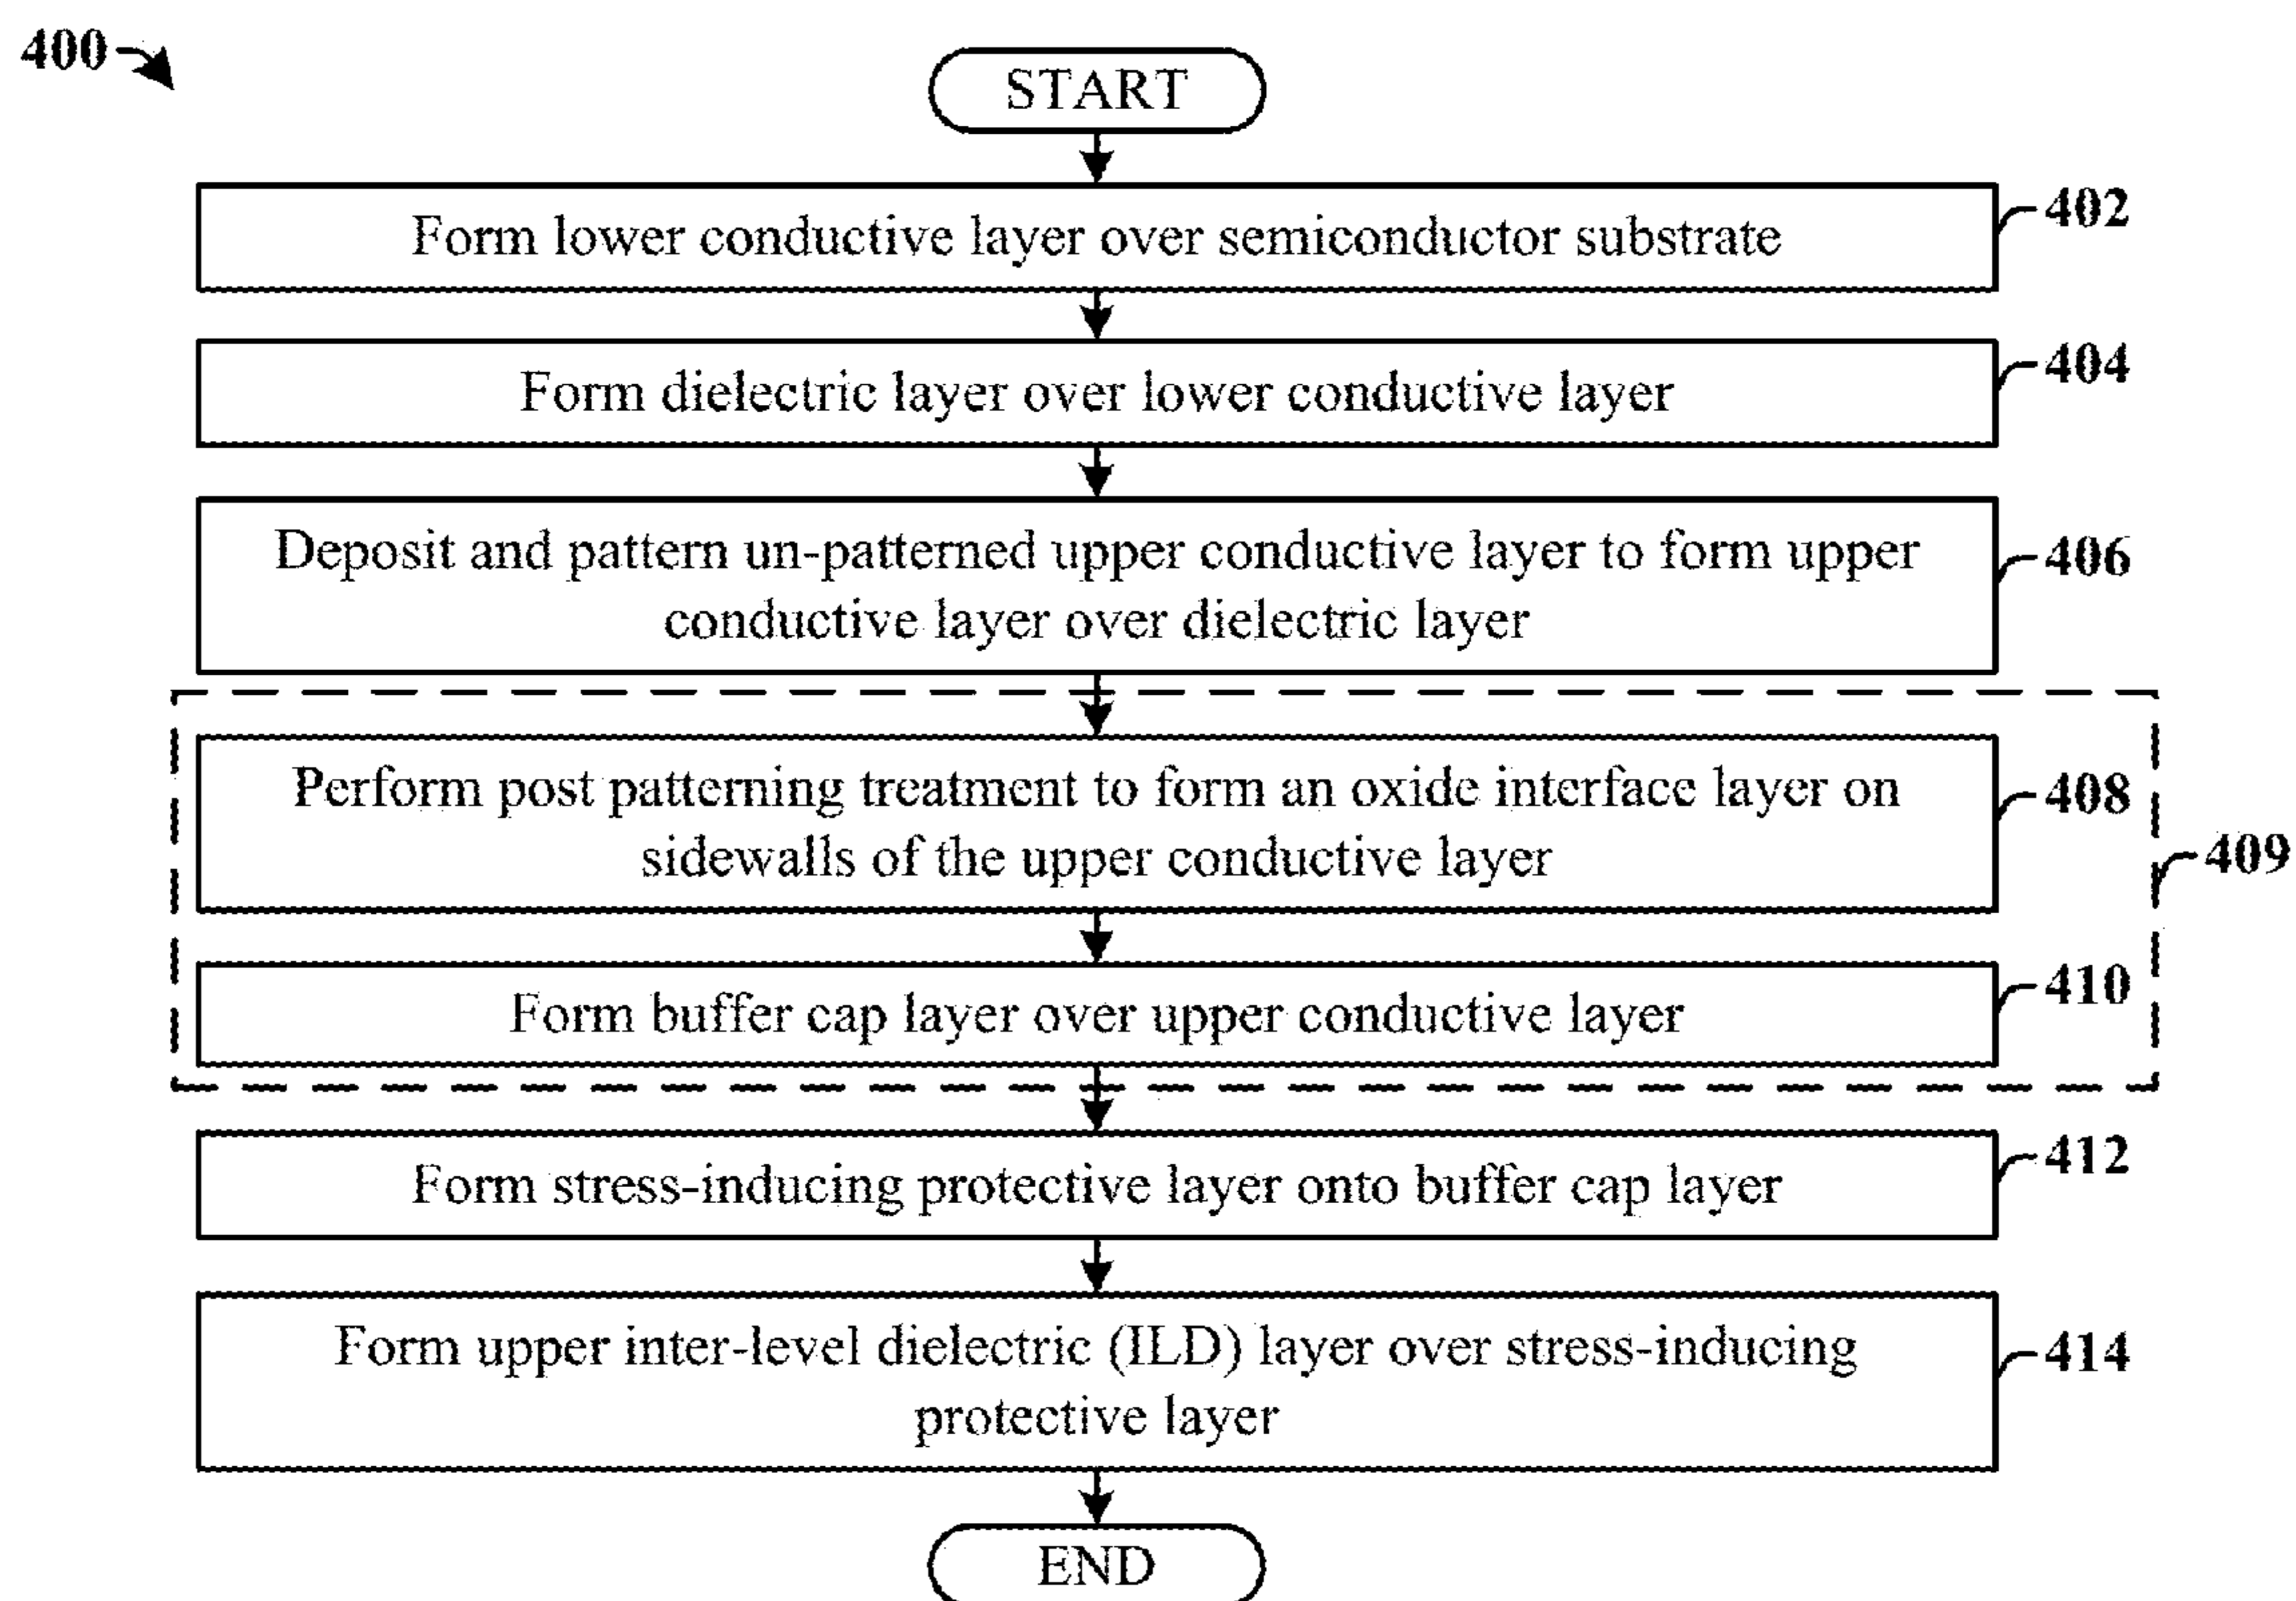 400
START
Form lower conductive layer over semiconductor substrate
402
Form dielectric layer over lower conductive layer
404
Deposit and pattern un-patterned upper conductive layer to form upper
conductive layer over dielectric layer
406
Perform post patterning treatment to form an oxide interface layer on
sidewalls of the upper conductive layer
408
409
Form buffer cap layer over upper conductive layer
410
Form stress-inducing protective layer onto buffer cap layer
412
Form upper inter-level dielectric (ILD) layer over stress-inducing
protective layer
414
END